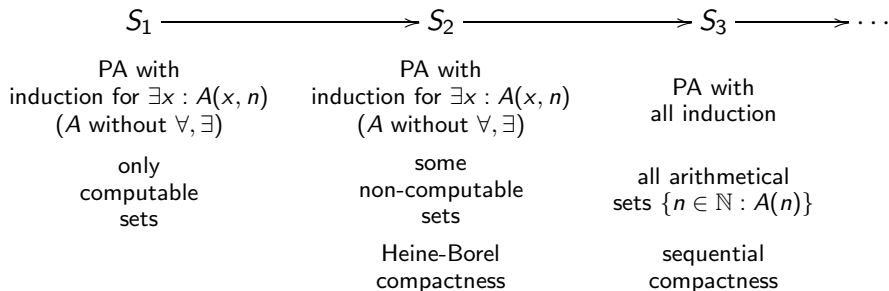 S₁ S₂ S₃ ···
PA with
induction for ∃x : A(x, n)
(A without ∀, ∃)
only
computable
sets
PA with
induction for ∃x : A(x, n)
(A without ∀, ∃)
some
non-computable
sets
Heine-Borel
compactness
PA with
all induction
all arithmetical
sets {n ∈ ℕ : A(n)}
sequential
compactness